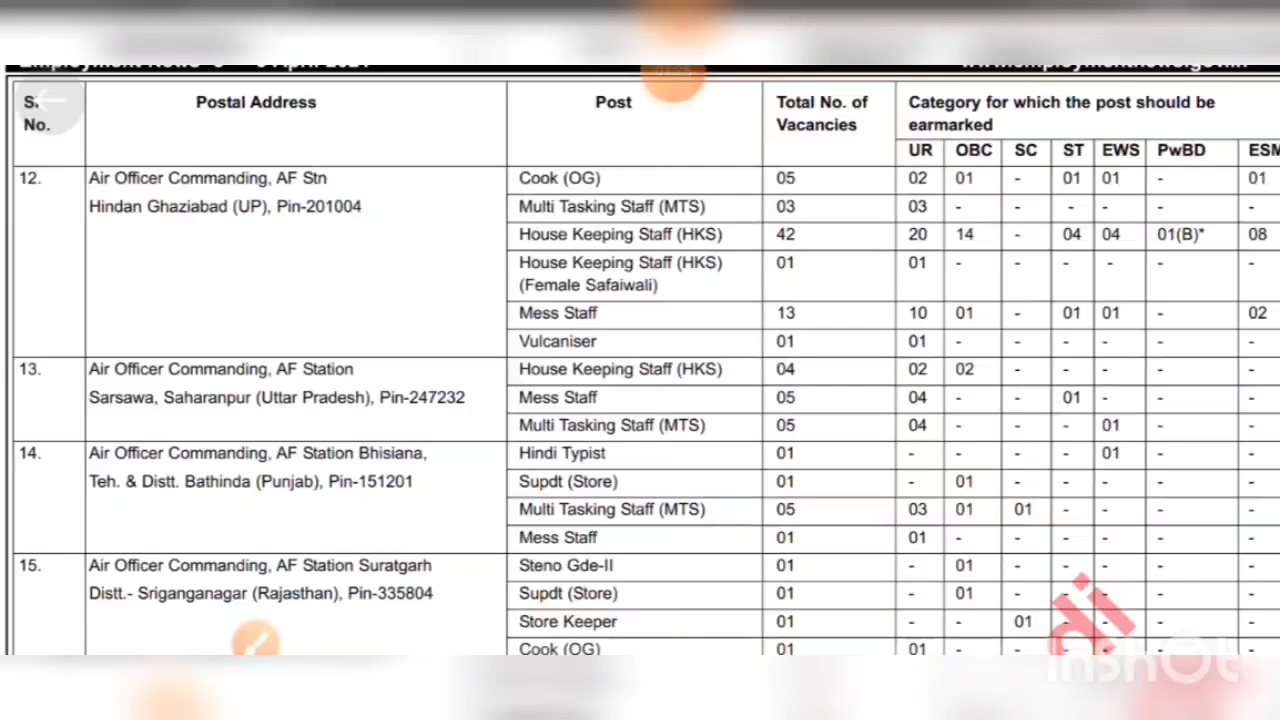 Sr. Postal Address Post Total No. of Category for which the post should be
No. Vacancies earmarked
UR OBC SC ST EWS PwBD ESM
12. Air Officer Commanding, AF Stn Cook (OG) 05 02 01 - 01 01 - 01
Hindan Ghaziabad (UP), Pin-201004 Multi Tasking Staff (MTS) 03 03 - - - - - -
House Keeping Staff (HKS) 42 20 14 - 04 04 01(B)* 08
House Keeping Staff (HKS) 01 01 - - - - - -
(Female Safaiwali)
Mess Staff 13 10 01 - 01 01 - 02
Vulcaniser 01 01 - - - - - -
13. Air Officer Commanding, AF Station House Keeping Staff (HKS) 04 02 02 - - - - -
Sarsawa, Saharanpur (Uttar Pradesh), Pin-247232 Mess Staff 05 04 - - 01 - - -
Multi Tasking Staff (MTS) 05 04 - - - 01 - -
14. Air Officer Commanding, AF Station Bhisiana, Hindi Typist 01 - - - - 01 - -
Teh. & Distt. Bathinda (Punjab), Pin-151201 Supdt (Store) 01 - 01 - - - - -
Multi Tasking Staff (MTS) 05 03 01 01 - - - -
Mess Staff 01 01 - - - - - -
15. Air Officer Commanding, AF Station Suratgarh Steno Gde-II 01 - 01 - - - - -
Distt.- Sriganganagar (Rajasthan), Pin-335804 Supdt (Store) 01 - 01 - - - - -
Store Keeper 01 - - 01 - - - -
Cook (OG) 01 01 - - - - - -
di
InShOt